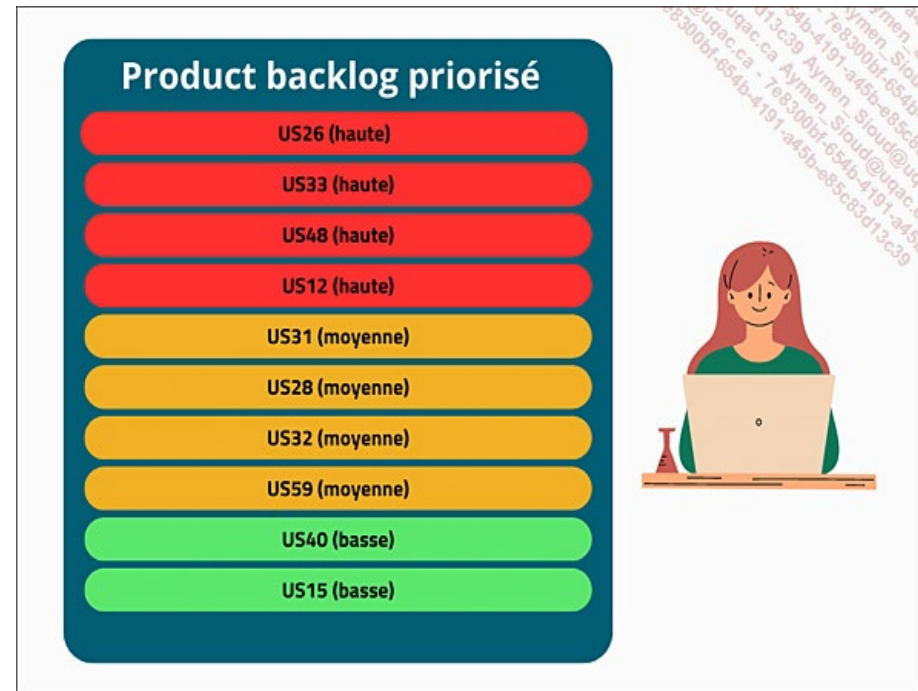 Product backlog priorisé
US26 (haute)
US33 (haute)
US48 (haute)
US12 (haute)
US31 (moyenne)
US28 (moyenne)
US32 (moyenne)
US59 (moyenne)
US40 (basse)
US15 (basse)